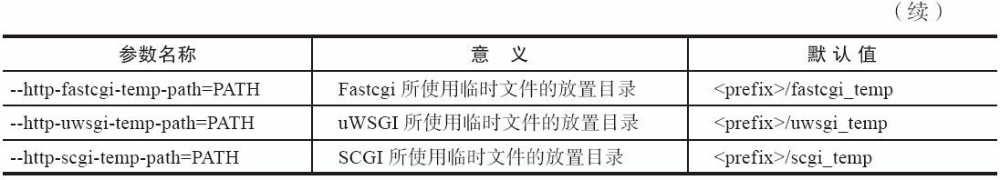 （续）
参数名称 意 义 默 认 值
--http-fastcgi-temp-path=PATH Fastcgi 所使用临时文件的放置目录 <prefix>/fastcgi_temp
--http-uwsgi-temp-path=PATH uWSGI 所使用临时文件的放置目录 <prefix>/uwsgi_temp
--http-scgi-temp-path=PATH SCGI 所使用临时文件的放置目录 <prefix>/scgi_temp